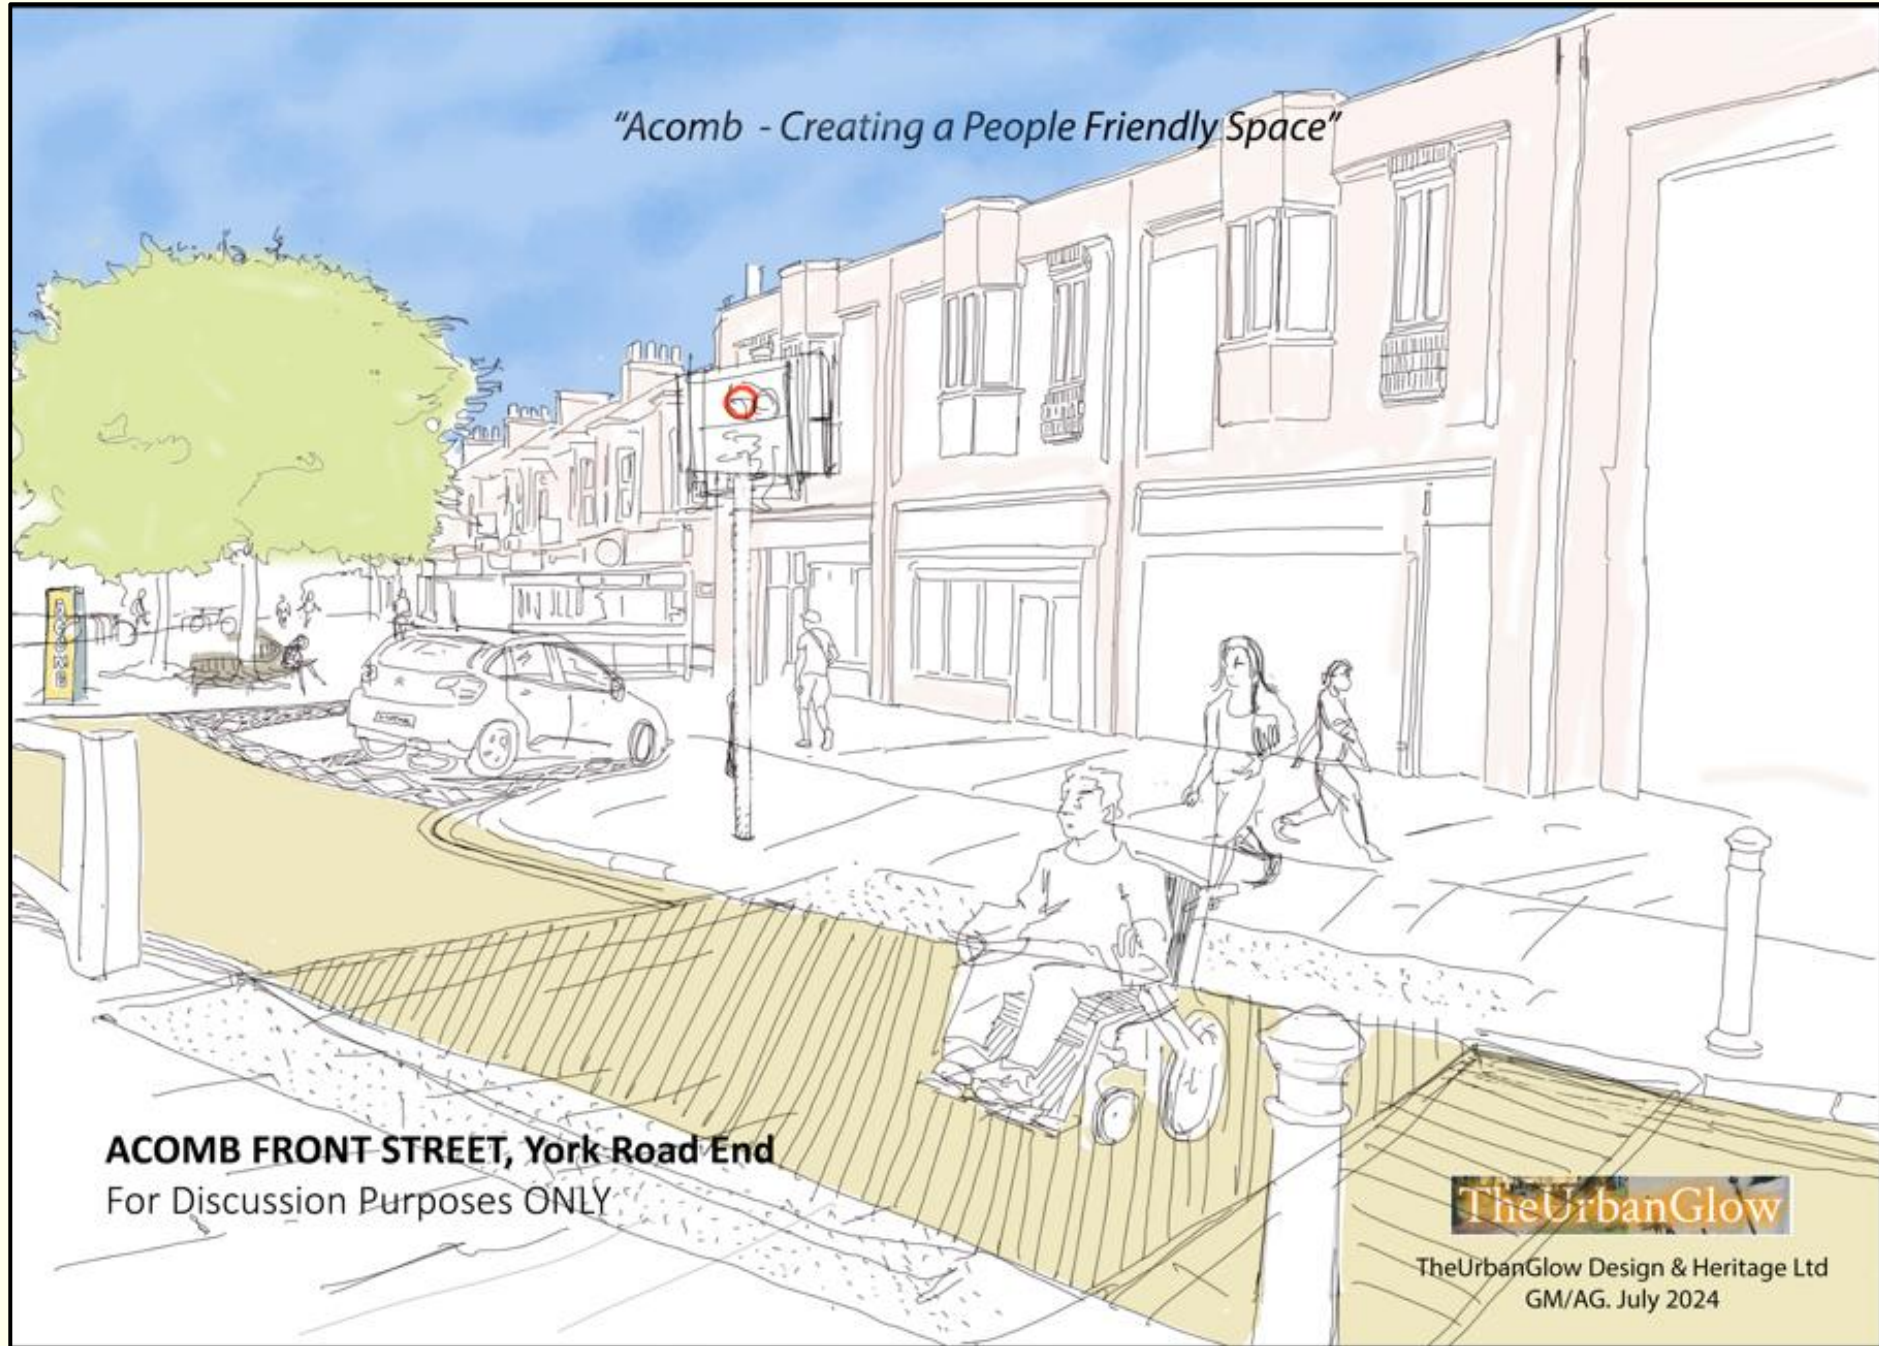 “Acomb - Creating a People Friendly Space”
ACOMB
ACOMB FRONT STREET, York Road End
For Discussion Purposes ONLY
TheUrbanGlow
TheUrbanGlow Design & Heritage Ltd
GM/AG. July 2024